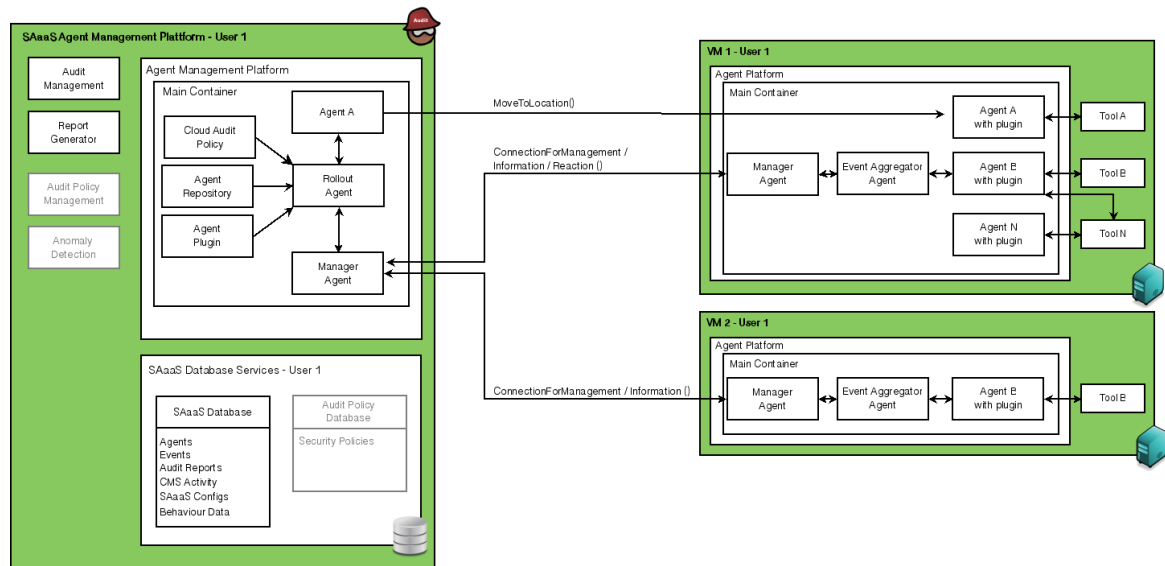 Audit
SAaaS Agent Management Plattform - User 1
Audit
Management
Report
Generator
Audit Policy
Management
Anomaly
Detection
Agent Management Platform
Main Container
Cloud Audit
Policy
Agent
Repository
Agent
Plugin
Agent A
Rollout
Agent
Manager
Agent
SAaaS Database Services - User 1
SAaaS Database
Agents
Events
Audit Reports
CMS Activity
SAaaS Configs
Behaviour Data
Audit Policy
Database
Security Policies
MoveToLocation()
ConnectionForManagement /
Information / Reaction ()
ConnectionForManagement / Information ()
VM 1 - User 1
Agent Platform
Main Container
Manager
Agent
Event Aggregator
Agent
Agent A
with plugin
Agent B
with plugin
Agent N
with plugin
Tool A
Tool B
Tool N
VM 2 - User 1
Agent Platform
Main Container
Manager
Agent
Event Aggregator
Agent
Agent B
with plugin
Tool B